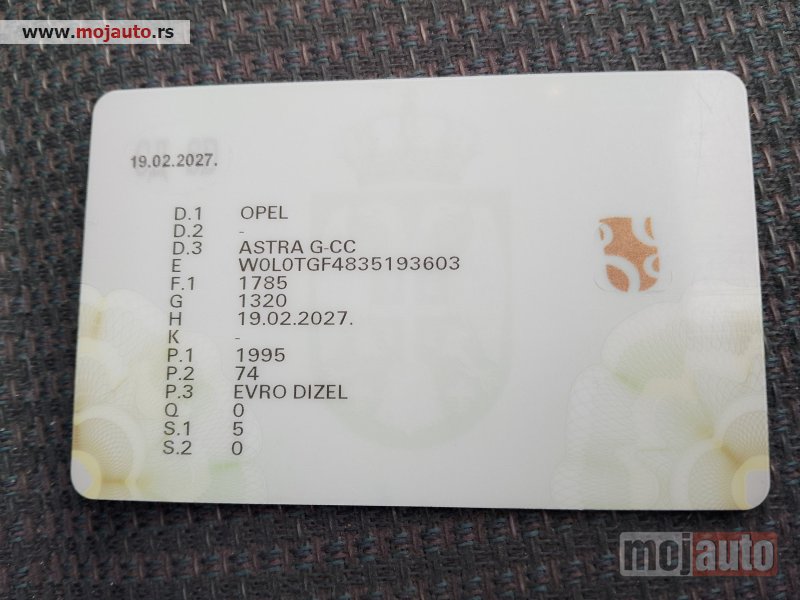 www.mojauto.rs
19.02.2027.
D.1 OPEL
D.2 -
D.3 ASTRA G-CC
E W0L0TGF4835193603
F.1 1785
G 1320
H 19.02.2027.
K -
P.1 1995
P.2 74
P.3 EVRO DIZEL
Q 0
S.1 5
S.2 0
mojauto